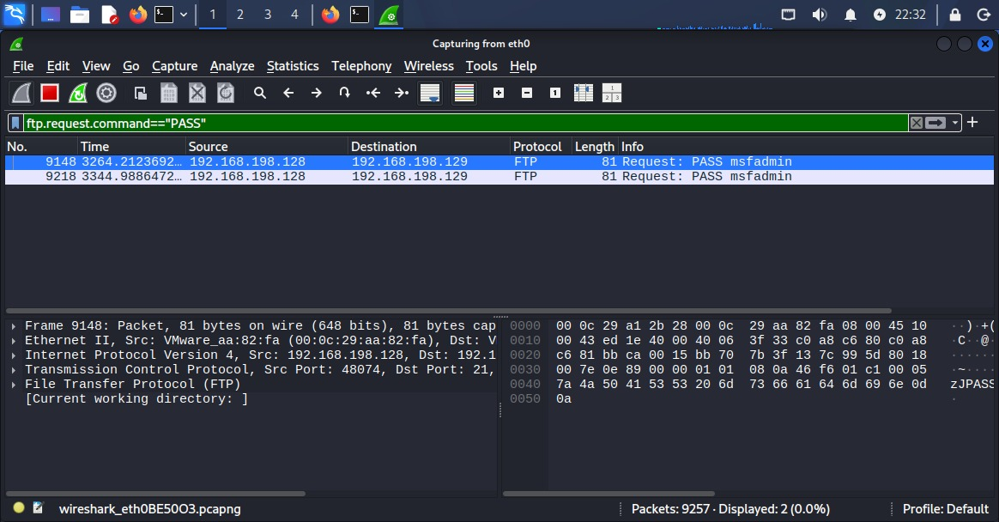 1 2 3 4 22:32
Capturing from eth0
File Edit View Go Capture Analyze Statistics Telephony Wireless Tools Help
ftp.request.command=="PASS"
No. Time Source Destination Protocol Length Info
9148 3264.2123692… 192.168.198.128 192.168.198.129 FTP 81 Request: PASS msfadmin
9218 3344.9886472… 192.168.198.128 192.168.198.129 FTP 81 Request: PASS msfadmin
Frame 9148: Packet, 81 bytes on wire (648 bits), 81 bytes cap
Ethernet II, Src: VMware_aa:82:fa (00:0c:29:aa:82:fa), Dst: V
Internet Protocol Version 4, Src: 192.168.198.128, Dst: 192.1
Transmission Control Protocol, Src Port: 48074, Dst Port: 21,
File Transfer Protocol (FTP)
[Current working directory: ]
0000 00 0c 29 a1 2b 28 00 0c 29 aa 82 fa 08 00 45 10 ··)·+(
0010 00 43 ed 1e 40 00 40 06 3f 33 c0 a8 c6 80 c0 a8 ·C··@·
0020 c6 81 bb ca 00 15 bb 70 7b 3f 13 7c 99 5d 80 18 ······
0030 00 7e 0e 89 00 00 01 01 08 0a 46 f6 01 c1 00 05 ·~····
0040 7a 4a 50 41 53 53 20 6d 73 66 61 64 6d 69 6e 0d zJPASS
0050 0a ·
wireshark_eth0BE50O3.pcapng Packets: 9257 · Displayed: 2 (0.0%) Profile: Default